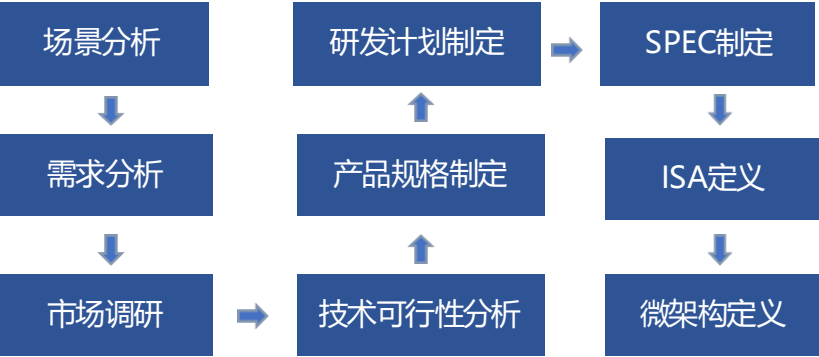 场景分析
需求分析
市场调研
技术可行性分析
产品规格制定
研发计划制定
SPEC制定
ISA定义
微架构定义